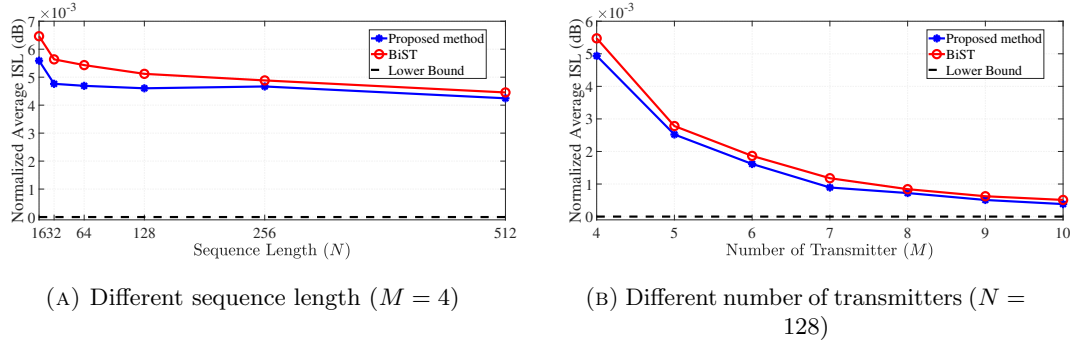 ×10⁻³
7
6
5
4
3
2
1
0
Normalized Average ISL (dB)
Proposed method
BiST
Lower Bound
1632 64 128 256 512
Sequence Length (N)
(A) Different sequence length (M = 4)
×10⁻³
6
5
4
3
2
1
0
Normalized Average ISL (dB)
Proposed method
BiST
Lower Bound
4 5 6 7 8 9 10
Number of Transmitter (M)
(B) Different number of transmitters (N =
128)